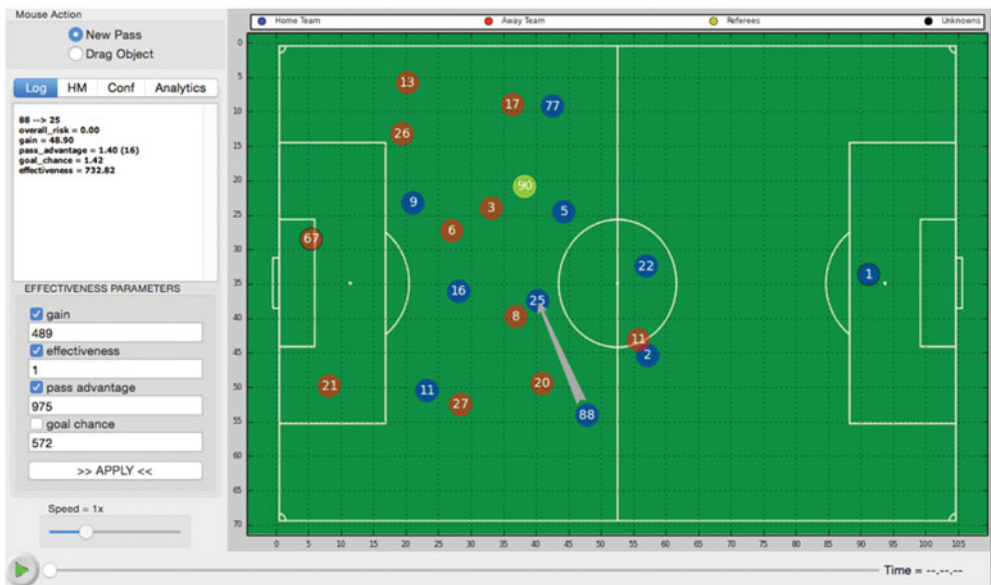 Mouse Action
New Pass
Drag Object
Log HM Conf Analytics
88 --> 25
overall_risk = 0.00
gain = 48.90
pass_advantage = 1.40 (16)
goal_chance = 1.42
effectiveness = 732.82
EFFECTIVENESS PARAMETERS
gain
489
effectiveness
1
pass advantage
975
goal chance
572
>> APPLY <<
Speed = 1x
Home Team Away Team Referees Unknowns
0
5
10
15
20
25
30
35
40
45
50
55
60
65
70
13
17 77
26
90
9 3 5
6
67
22
1
16
25
8
11
2
21 11 20
27
88
0 5 10 15 20 25 30 35 40 45 50 55 60 65 70 75 80 85 90 95 100 105
Time = --.--.--